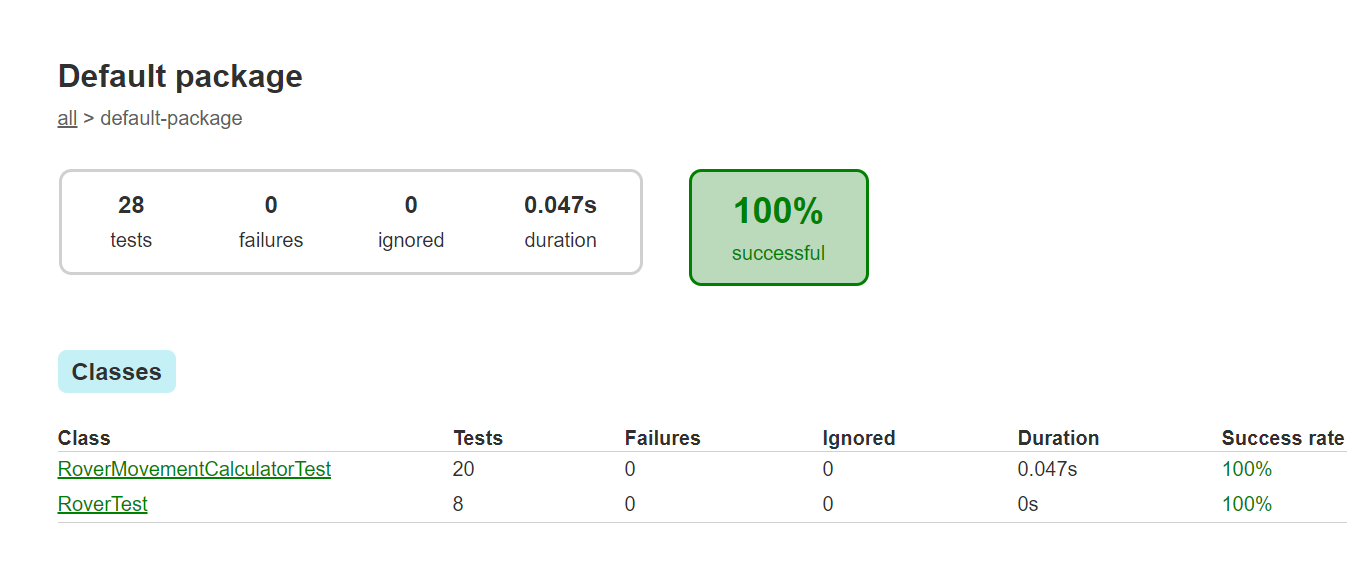 Default package
all > default-package
28 0 0 0.047s
tests failures ignored duration
100%
successful
Classes
Class Tests Failures Ignored Duration Success rate
RoverMovementCalculatorTest 20 0 0 0.047s 100%
RoverTest 8 0 0 0s 100%